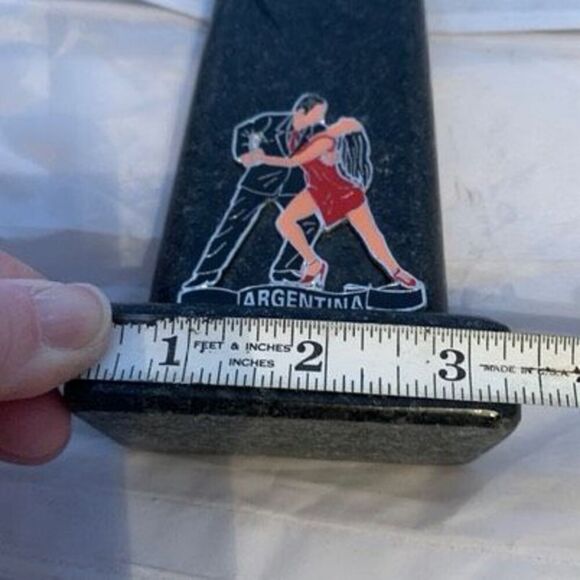 ARGENTINA
1 FEET & INCHES 2 3 MADE IN U.S.A.
INCHES